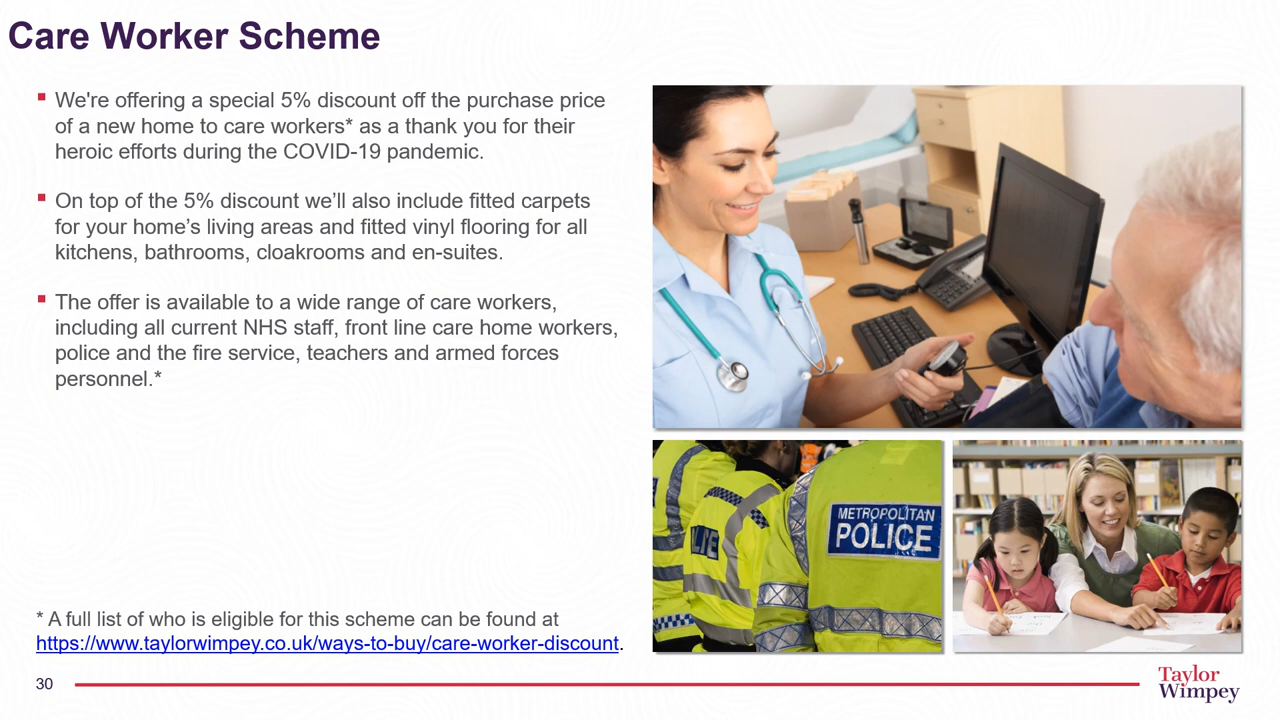 Care Worker Scheme
We're offering a special 5% discount off the purchase price
of a new home to care workers* as a thank you for their
heroic efforts during the COVID-19 pandemic.
On top of the 5% discount we’ll also include fitted carpets
for your home’s living areas and fitted vinyl flooring for all
kitchens, bathrooms, cloakrooms and en-suites.
The offer is available to a wide range of care workers,
including all current NHS staff, front line care home workers,
police and the fire service, teachers and armed forces
personnel.*
METROPOLITAN
POLICE
* A full list of who is eligible for this scheme can be found at
https://www.taylorwimpey.co.uk/ways-to-buy/care-worker-discount.
30
Taylor
Wimpey